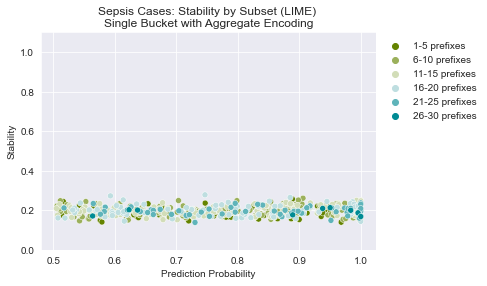 Sepsis Cases: Stability by Subset (LIME)
Single Bucket with Aggregate Encoding
1.0
0.8
0.6
0.4
0.2
0.0
Stability
0.5 0.6 0.7 0.8 0.9 1.0
Prediction Probability
1-5 prefixes
6-10 prefixes
11-15 prefixes
16-20 prefixes
21-25 prefixes
26-30 prefixes